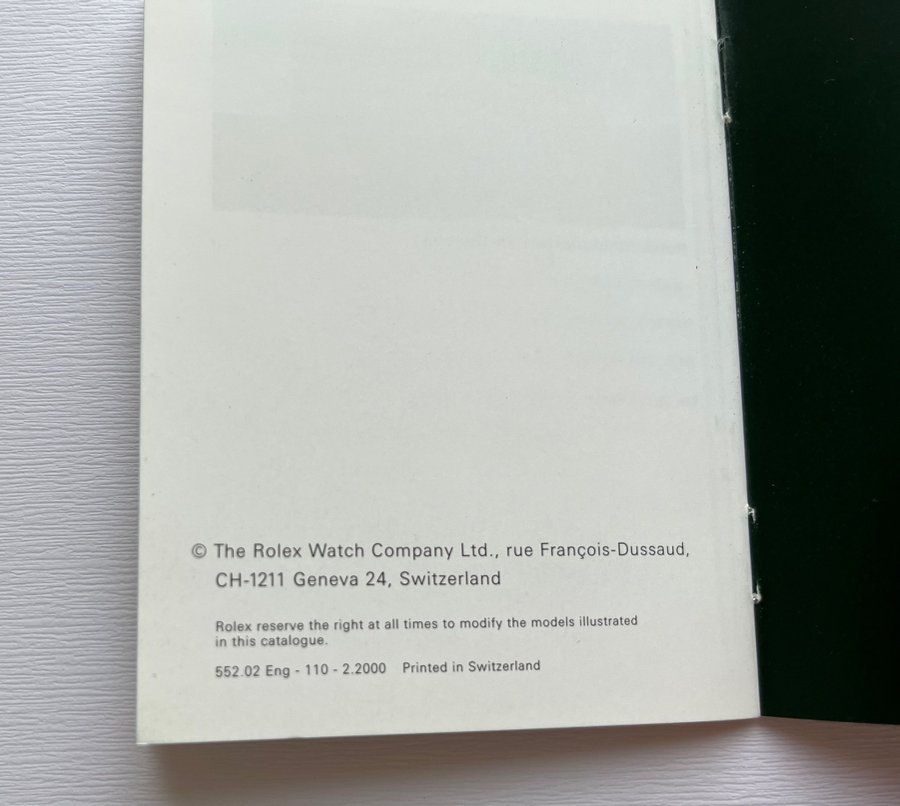 © The Rolex Watch Company Ltd., rue François-Dussaud,
CH-1211 Geneva 24, Switzerland
Rolex reserve the right at all times to modify the models illustrated
in this catalogue.
552.02 Eng - 110 - 2.2000 Printed in Switzerland